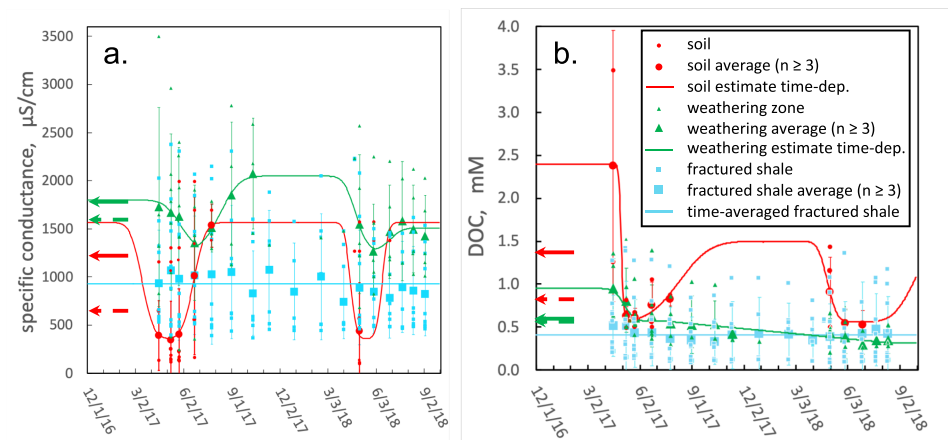 a.
specific conductance, µS/cm
3500
3000
2500
2000
1500
1000
500
0
12/1/16
3/2/17
6/2/17
9/1/17
12/2/17
3/3/18
6/3/18
9/2/18
b.
DOC, mM
4.0
3.5
3.0
2.5
2.0
1.5
1.0
0.5
0.0
12/1/16
3/2/17
6/2/17
9/1/17
12/2/17
3/3/18
6/3/18
9/2/18
soil
soil average (n ≥ 3)
soil estimate time-dep.
weathering zone
weathering average (n ≥ 3)
weathering estimate time-dep.
fractured shale
fractured shale average (n ≥ 3)
time-averaged fractured shale